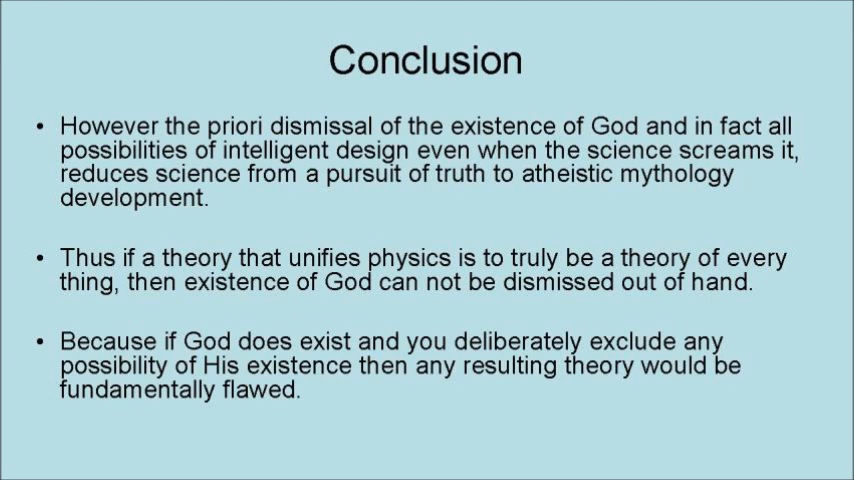 Conclusion
• However the priori dismissal of the existence of God and in fact all
possibilities of intelligent design even when the science screams it,
reduces science from a pursuit of truth to atheistic mythology
development.
• Thus if a theory that unifies physics is to truly be a theory of every
thing, then existence of God can not be dismissed out of hand.
• Because if God does exist and you deliberately exclude any
possibility of His existence then any resulting theory would be
fundamentally flawed.